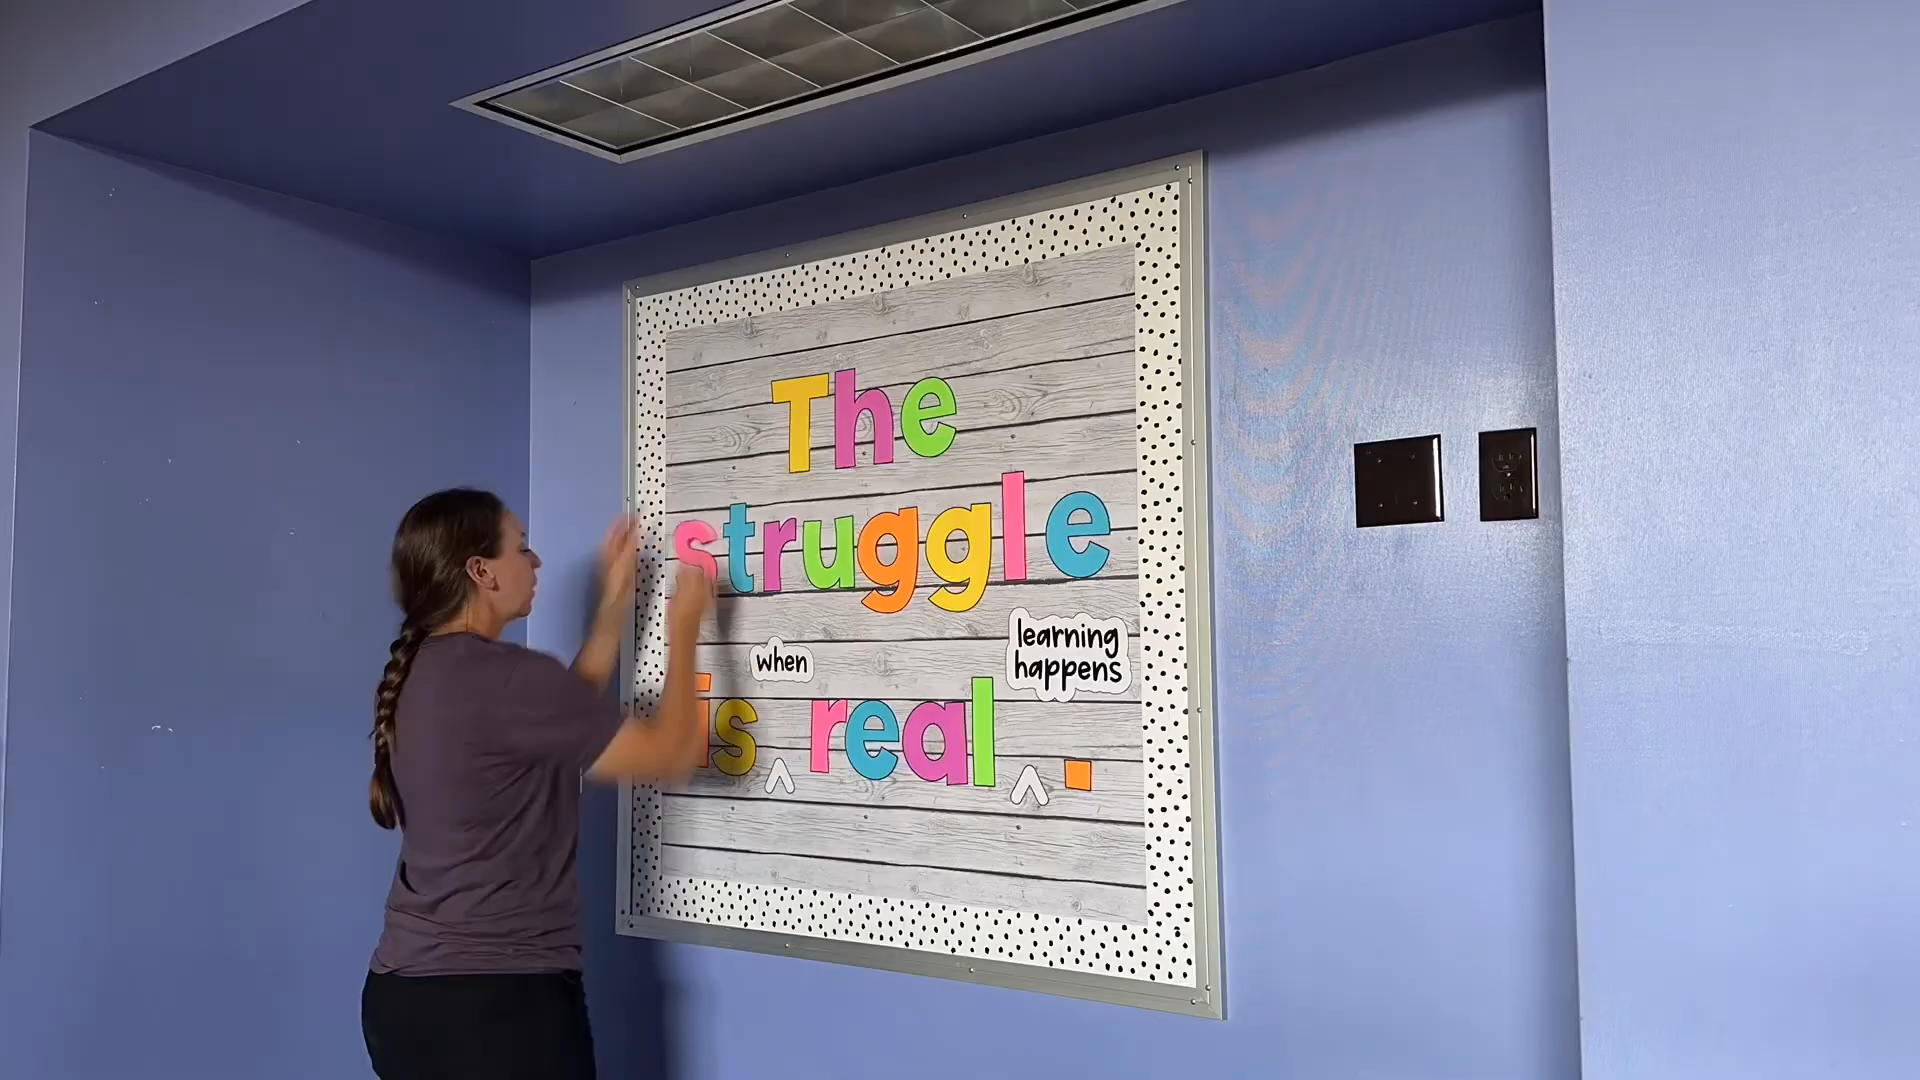 The
struggle
when
learning
happens
is real.
^ ^